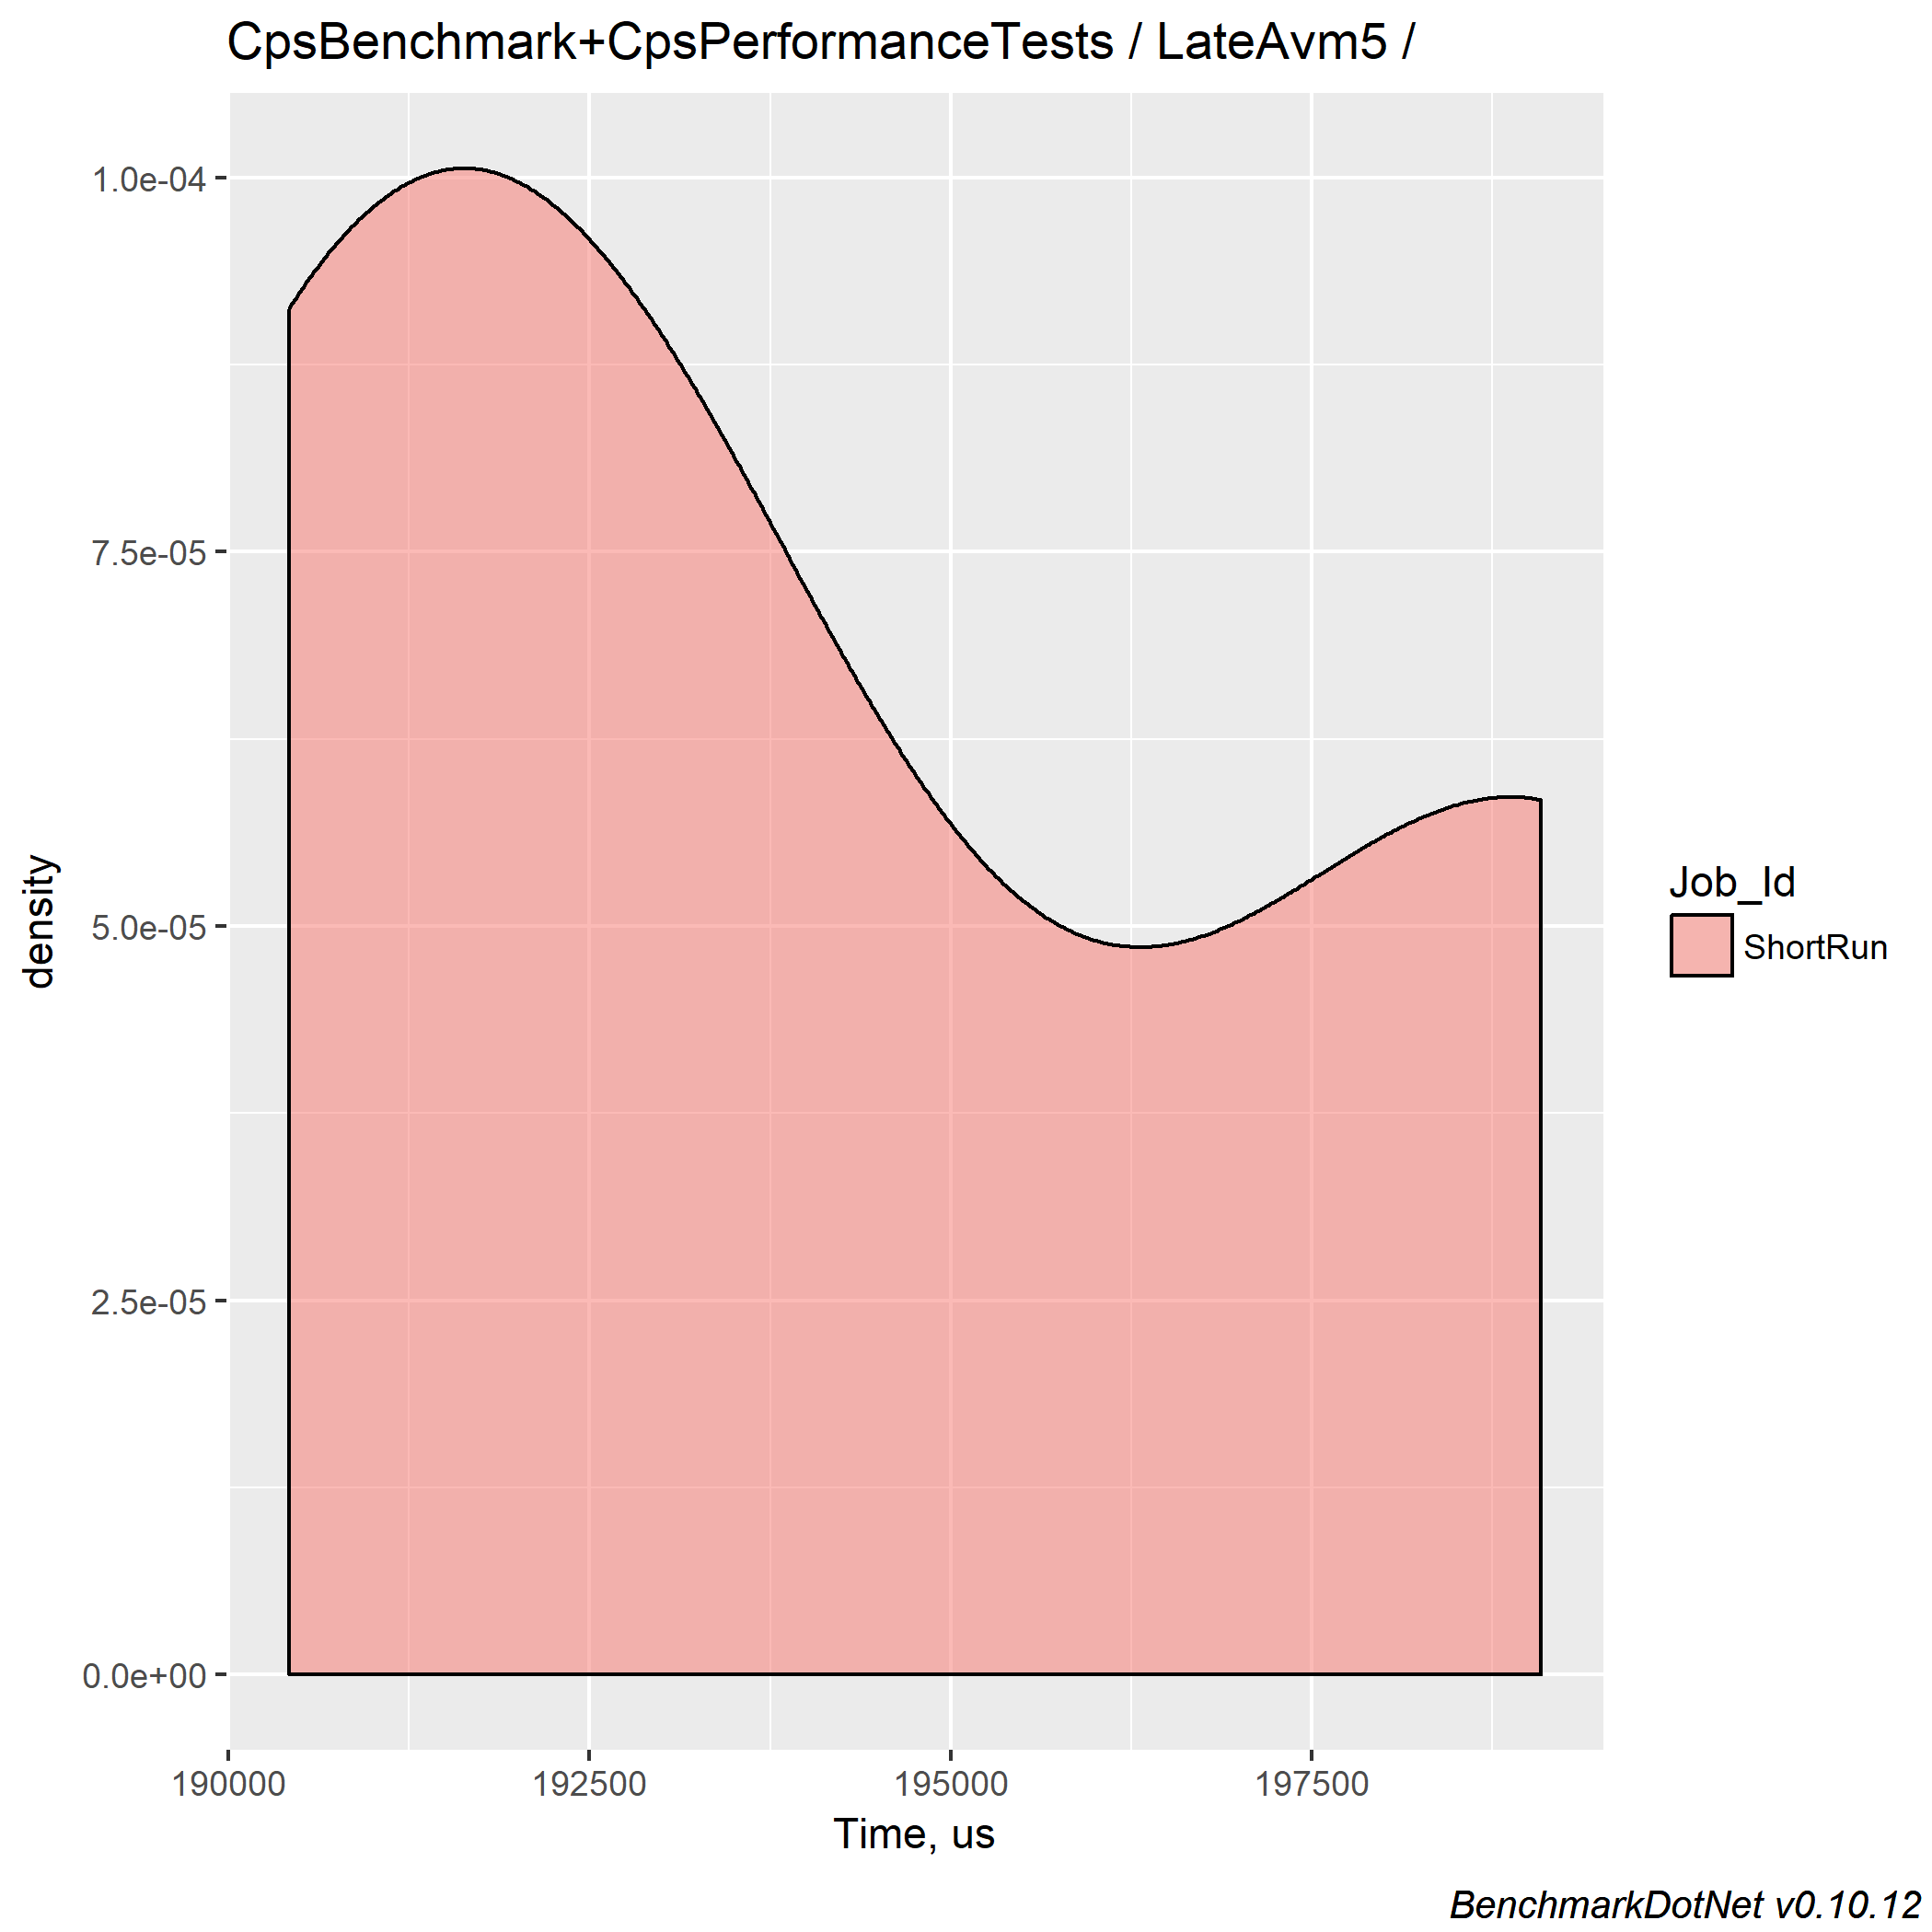 CpsBenchmark+CpsPerformanceTests / LateAvm5 /
1.0e-04
7.5e-05
5.0e-05
2.5e-05
0.0e+00
density
190000 192500 195000 197500
Time, us
Job_Id
ShortRun
BenchmarkDotNet v0.10.12